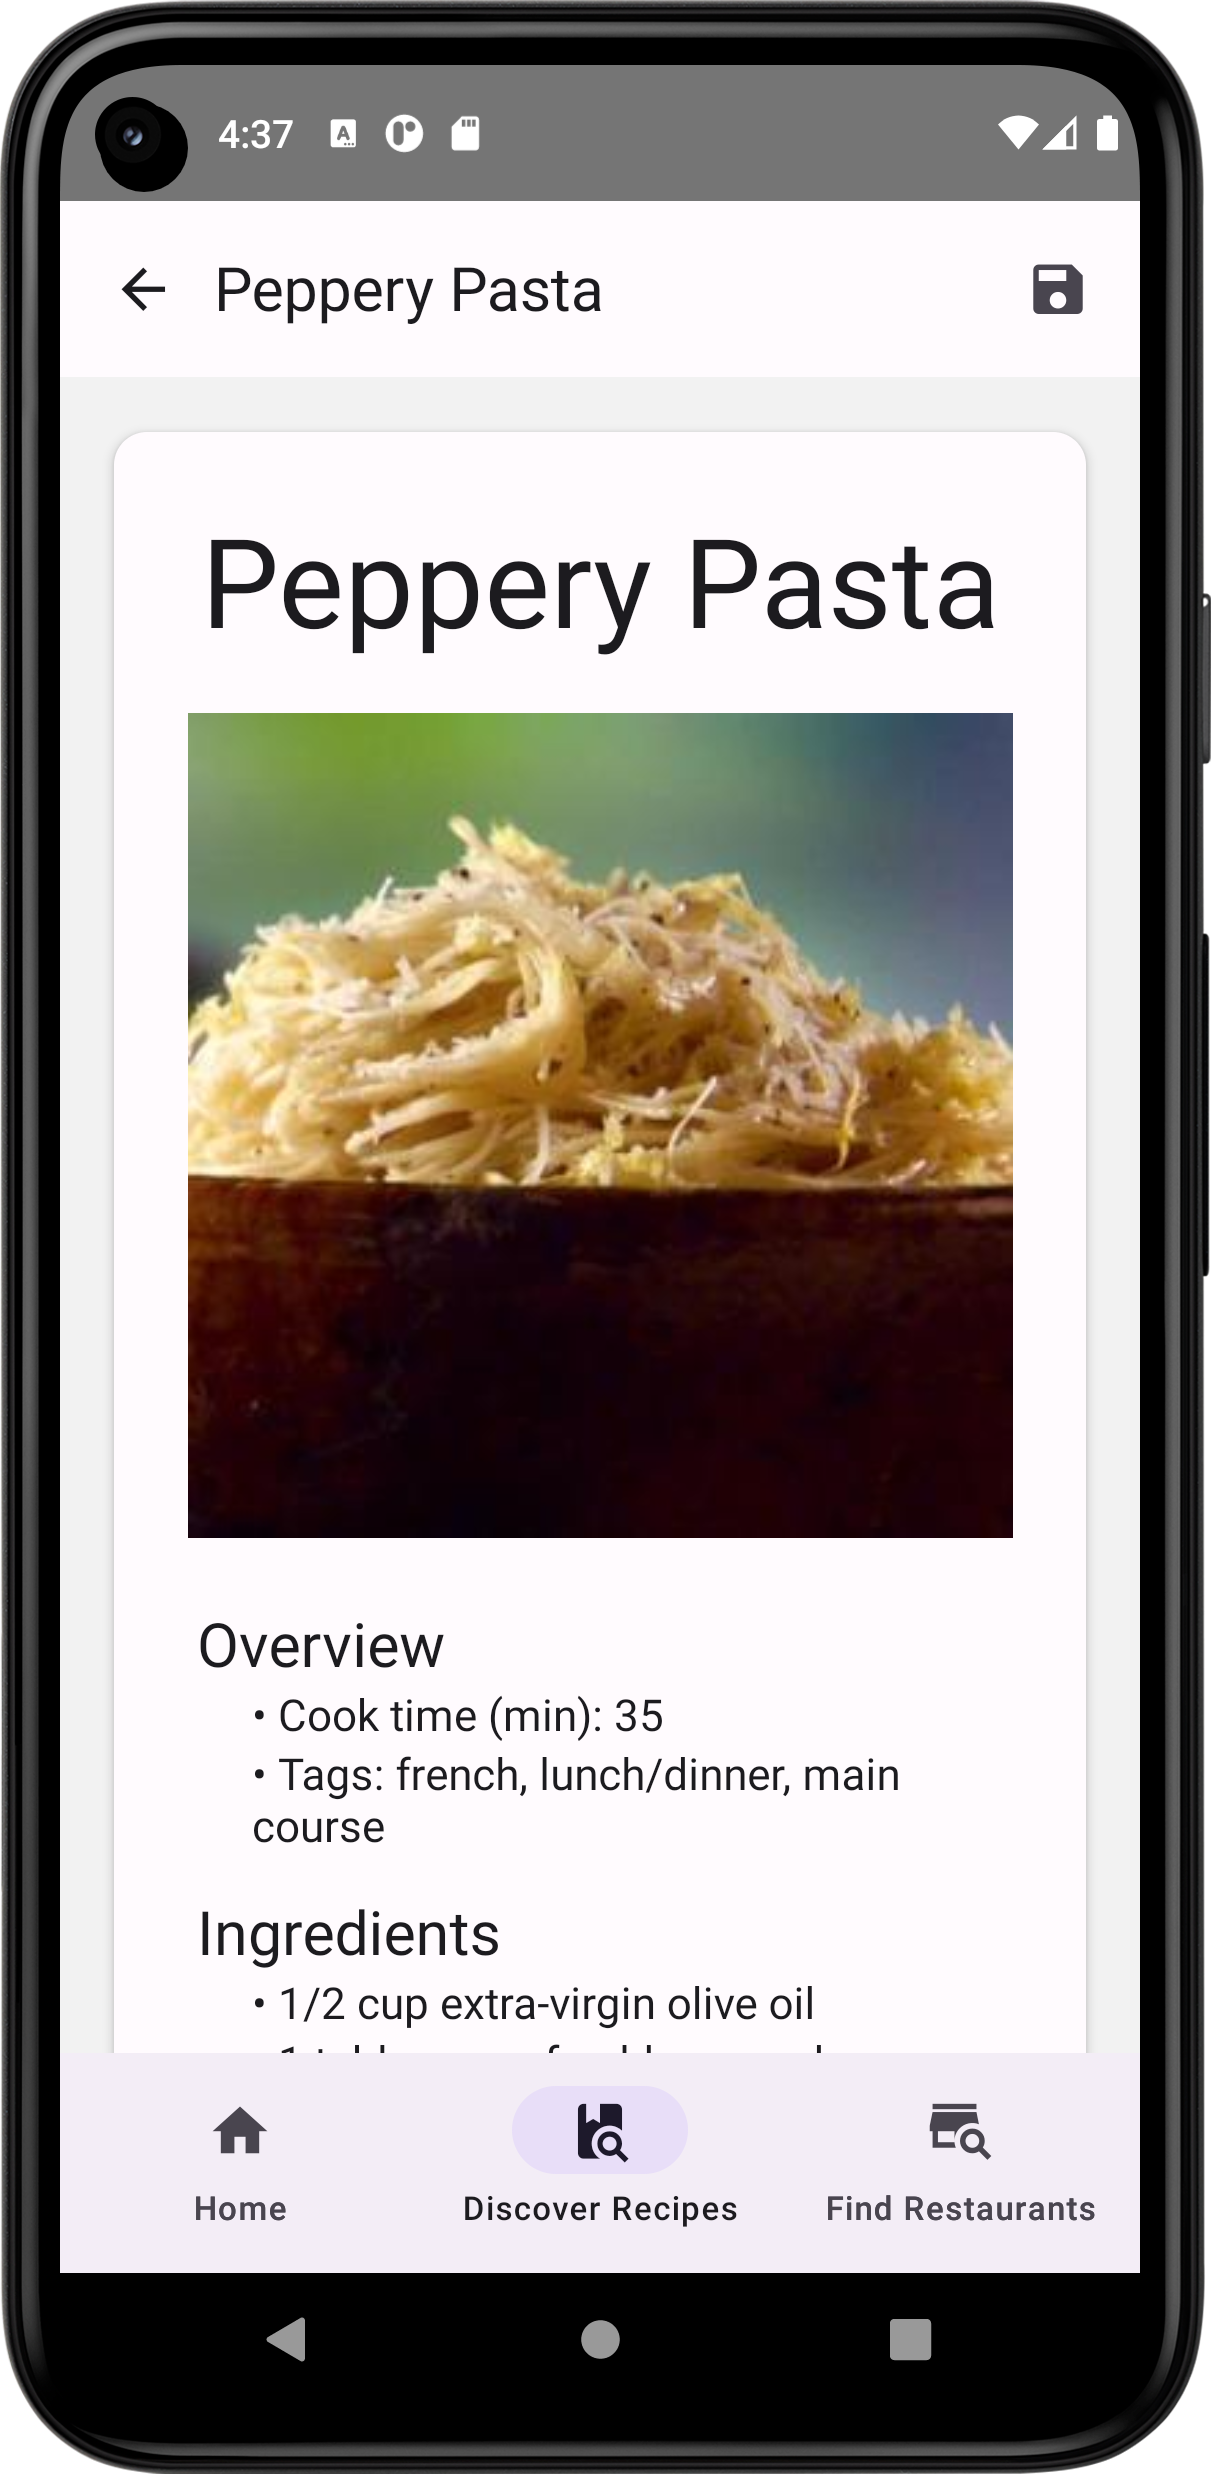 4:37
Peppery Pasta
Peppery Pasta
Overview
• Cook time (min): 35
• Tags: french, lunch/dinner, main
course
Ingredients
• 1/2 cup extra-virgin olive oil
Home
Discover Recipes
Find Restaurants